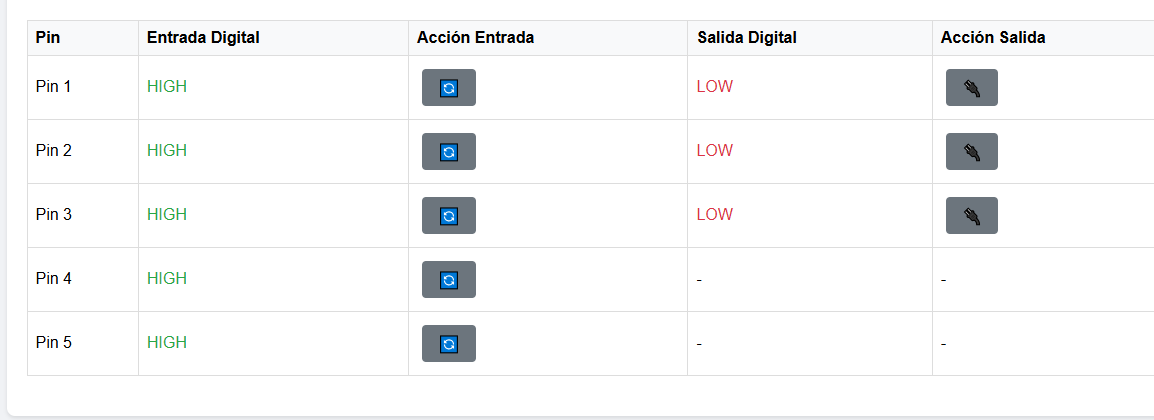 Pin Entrada Digital Acción Entrada Salida Digital Acción Salida
Pin 1 HIGH LOW
Pin 2 HIGH LOW
Pin 3 HIGH LOW
Pin 4 HIGH - -
Pin 5 HIGH - -